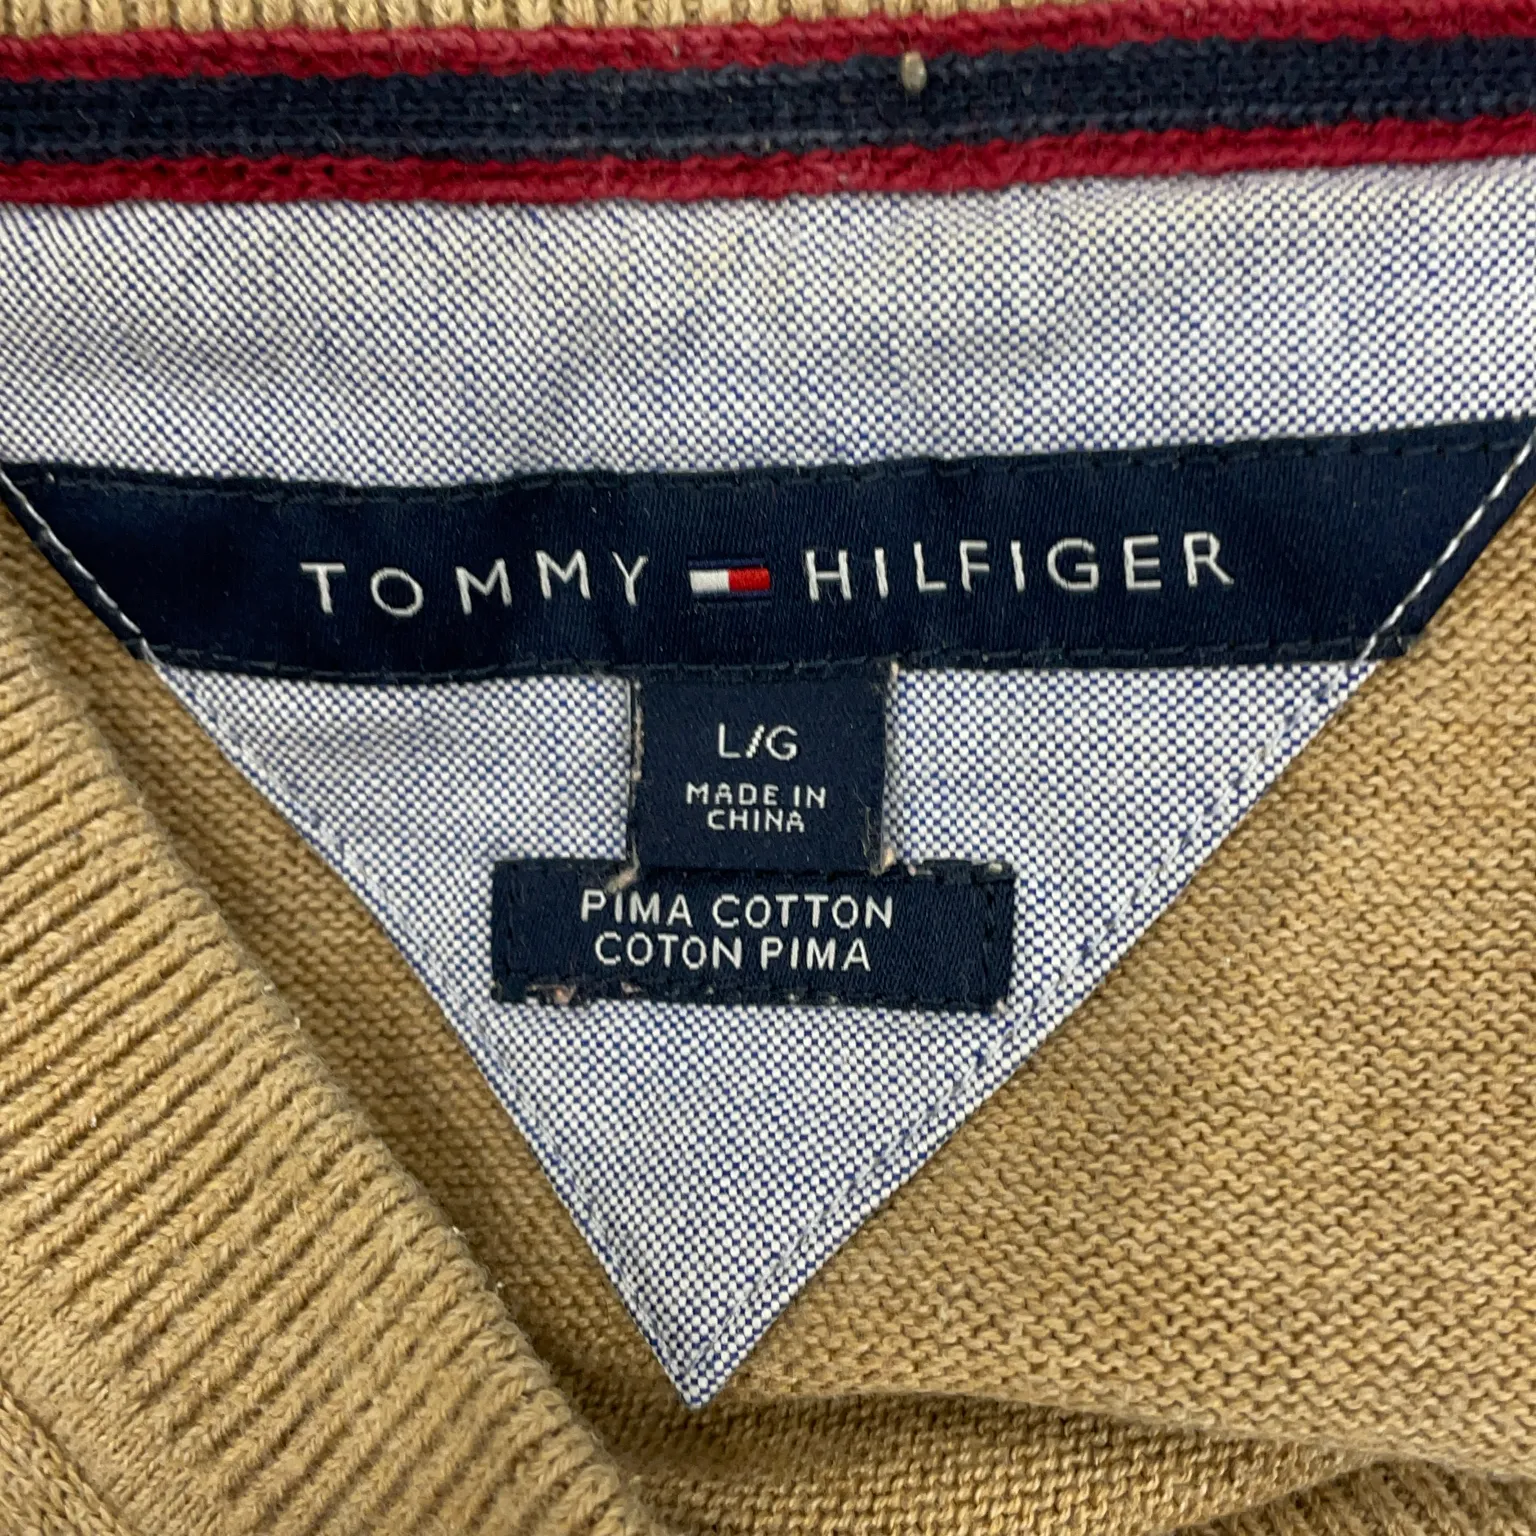 TOMMY HILFIGER
L/G
MADE IN
CHINA
PIMA COTTON
COTON PIMA